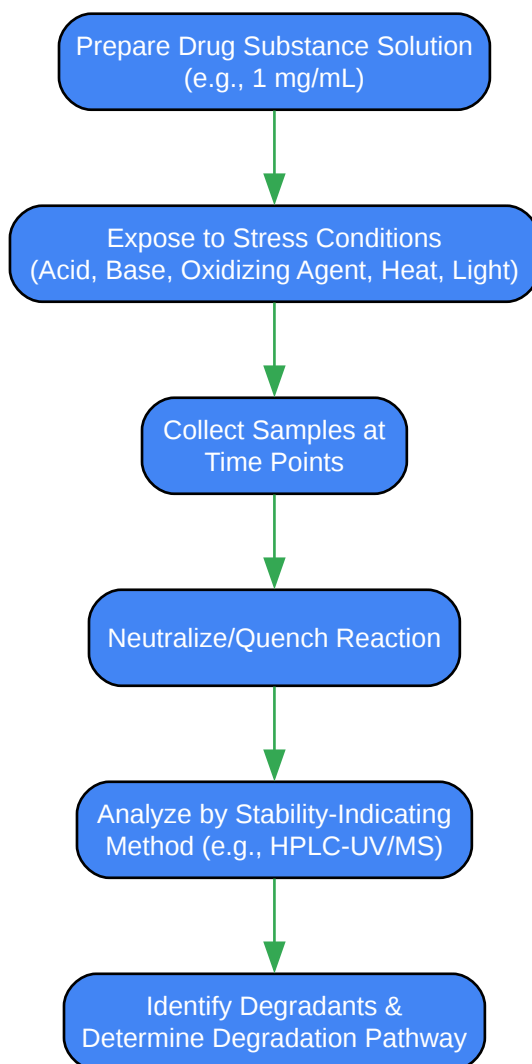 Prepare Drug Substance Solution
(e.g., 1 mg/mL)
Expose to Stress Conditions
(Acid, Base, Oxidizing Agent, Heat, Light)
Collect Samples at
Time Points
Neutralize/Quench Reaction
Analyze by Stability-Indicating
Method (e.g., HPLC-UV/MS)
Identify Degradants &
Determine Degradation Pathway